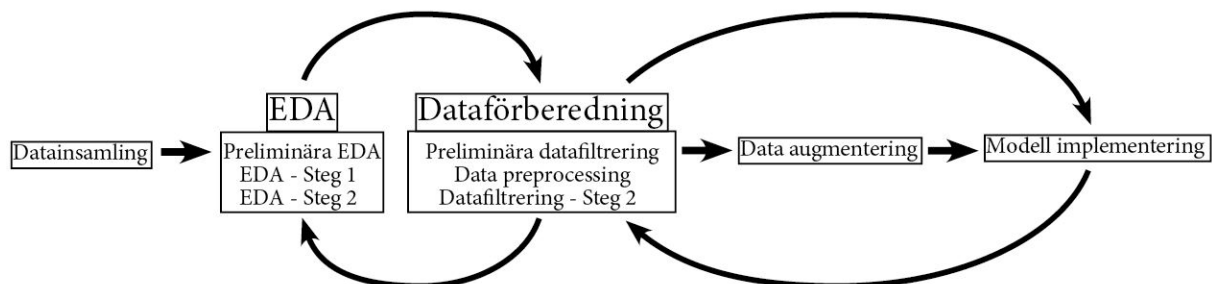 Datainsamling
EDA
Preliminära EDA
EDA - Steg 1
EDA - Steg 2
Dataförberedning
Preliminära datafiltrering
Data preprocessing
Datafiltrering - Steg 2
Data augmentering
Modell implementering